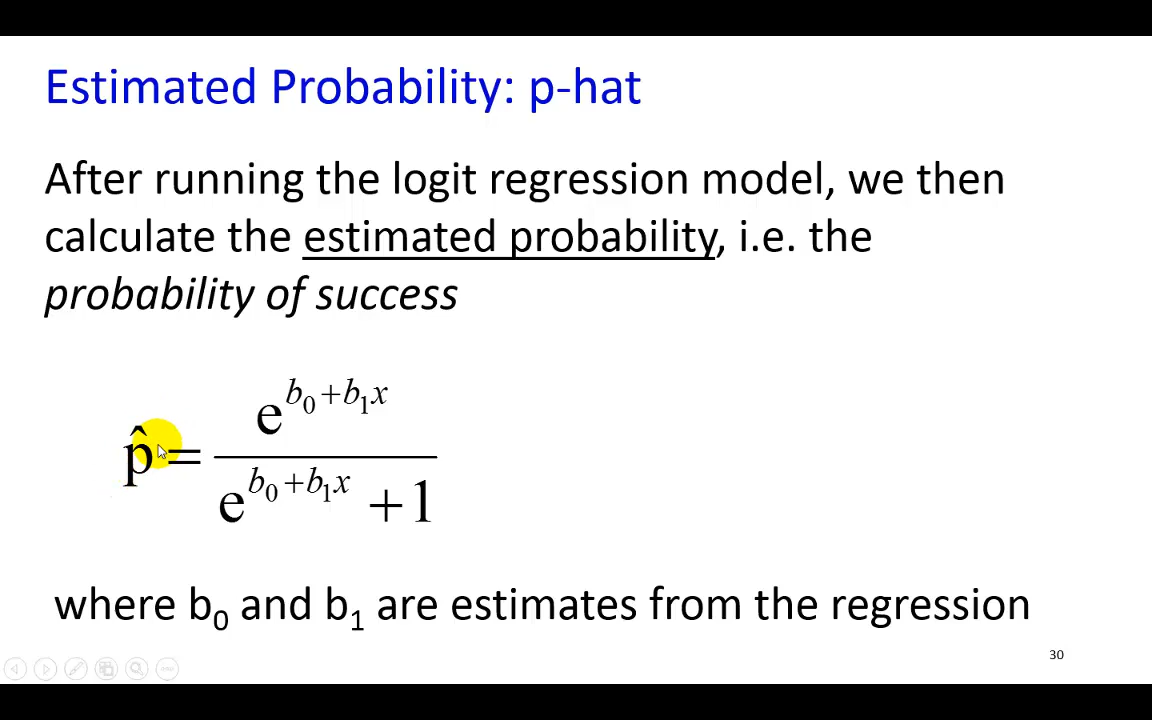 Estimated Probability: p-hat
After running the logit regression model, we then
calculate the estimated probability, i.e. the
probability of success
p̂ = e^(b₀+b₁x) / (e^(b₀+b₁x) + 1)
where b₀ and b₁ are estimates from the regression
30